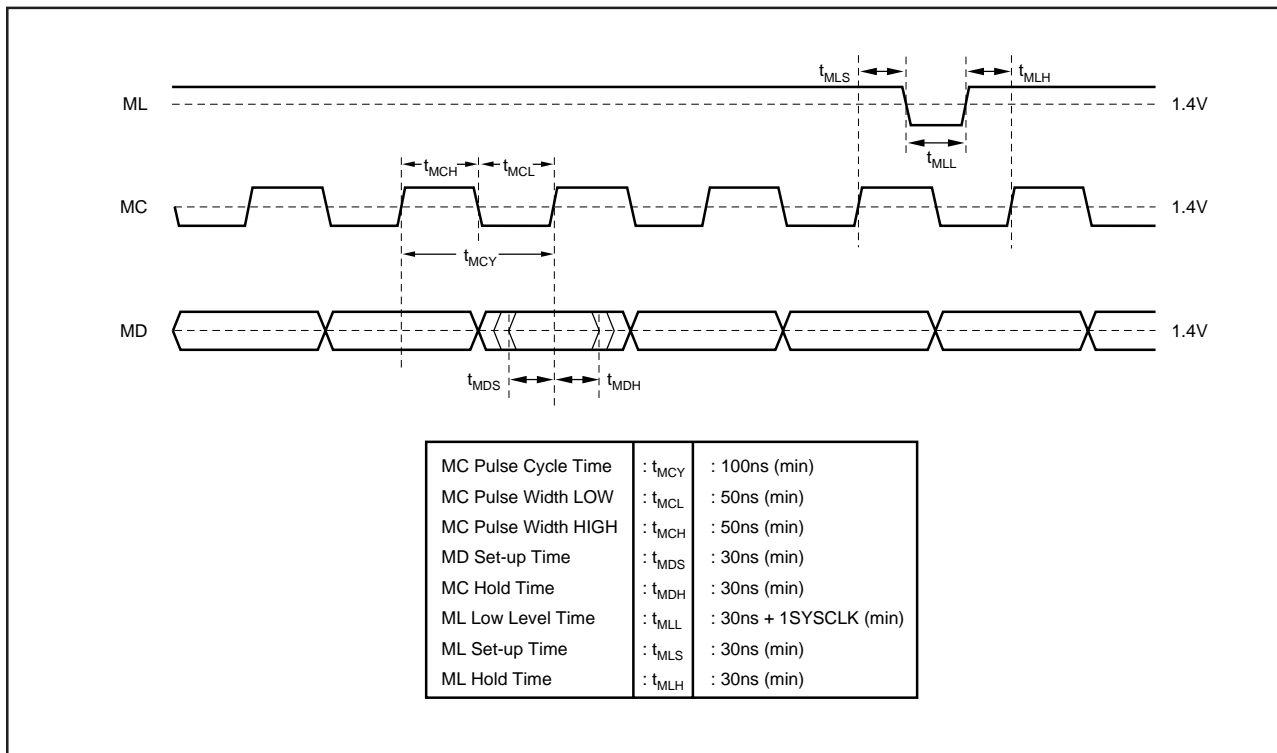 tMLS tMLH
ML 1.4V
tMLL
tMCH tMCL
MC 1.4V
tMCY
MD 1.4V
tMDS tMDH
MC Pulse Cycle Time : tMCY : 100ns (min)
MC Pulse Width LOW : tMCL : 50ns (min)
MC Pulse Width HIGH : tMCH : 50ns (min)
MD Set-up Time : tMDS : 30ns (min)
MC Hold Time : tMDH : 30ns (min)
ML Low Level Time : tMLL : 30ns + 1SYSCLK (min)
ML Set-up Time : tMLS : 30ns (min)
ML Hold Time : tMLH : 30ns (min)